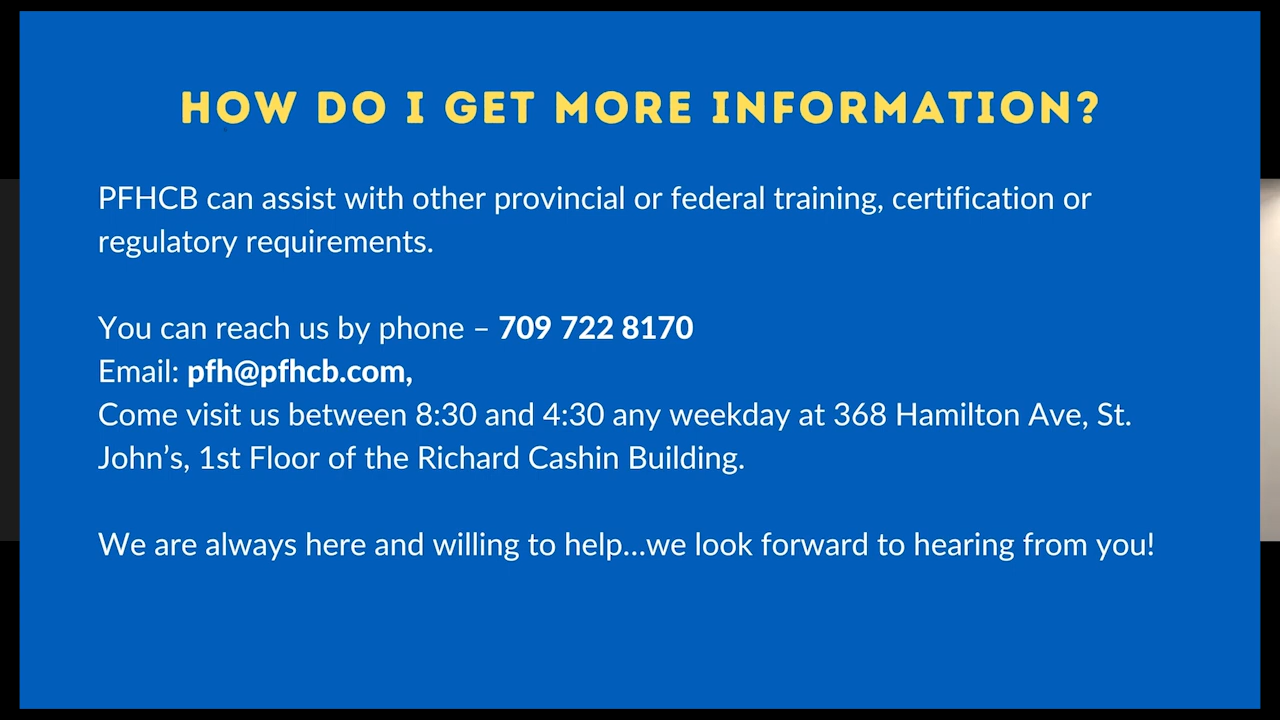 HOW DO I GET MORE INFORMATION?
PFHCB can assist with other provincial or federal training, certification or
regulatory requirements.
You can reach us by phone – 709 722 8170
Email: pfh@pfhcb.com,
Come visit us between 8:30 and 4:30 any weekday at 368 Hamilton Ave, St.
John’s, 1st Floor of the Richard Cashin Building.
We are always here and willing to help...we look forward to hearing from you!